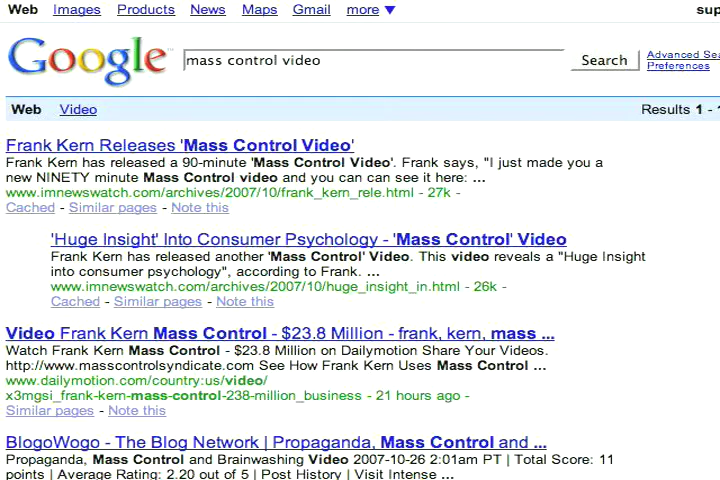 Web Images Products News Maps Gmail more ▼
Google™ mass control video Search Advanced Sea
Preferences
Web Video Results 1 -
Frank Kern Releases 'Mass Control Video'
Frank Kern has released a 90-minute 'Mass Control Video'. Frank says, "I just made you a
new NINETY minute Mass Control video and you can can see it here: ...
www.imnewswatch.com/archives/2007/10/frank_kern_rele.html - 27k -
Cached - Similar pages - Note this
'Huge Insight' Into Consumer Psychology - 'Mass Control' Video
Frank Kern has released another 'Mass Control' Video. This video reveals a "Huge Insight
into consumer psychology", according to Frank. ...
www.imnewswatch.com/archives/2007/10/huge_insight_in.html - 26k -
Cached - Similar pages - Note this
Video Frank Kern Mass Control - $23.8 Million - frank, kern, mass ...
Watch Frank Kern Mass Control - $23.8 Million on Dailymotion Share Your Videos.
http://www.masscontrolsyndicate.com See How Frank Kern Uses Mass Control ...
www.dailymotion.com/country:us/video/
x3mgsi_frank-kern-mass-control-238-million_business - 21 hours ago -
Similar pages - Note this
BlogoWogo - The Blog Network | Propaganda, Mass Control and ...
Propaganda, Mass Control and Brainwashing Video 2007-10-26 2:01am PT | Total Score: 11
points | Average Rating: 2.20 out of 5 | Post History | Visit Intense ...